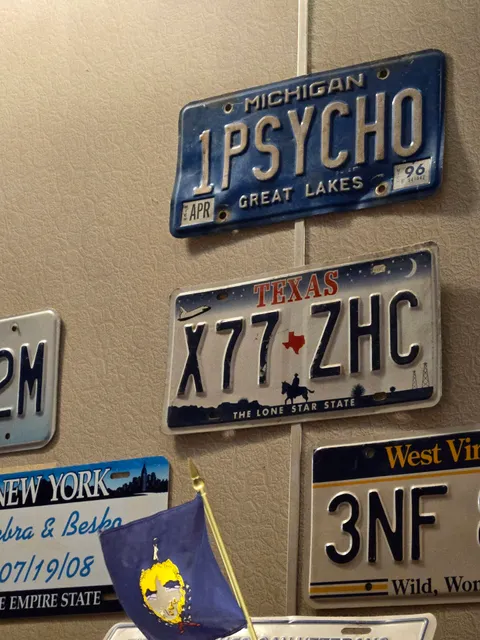 MICHIGAN
1PSYCHO
APR GREAT LAKES 96
TEXAS
X77 ZHC
THE LONE STAR STATE
2M
NEW YORK
& Beska
07/19/08
EMPIRE STATE
West Vir
3NF
Wild, Won